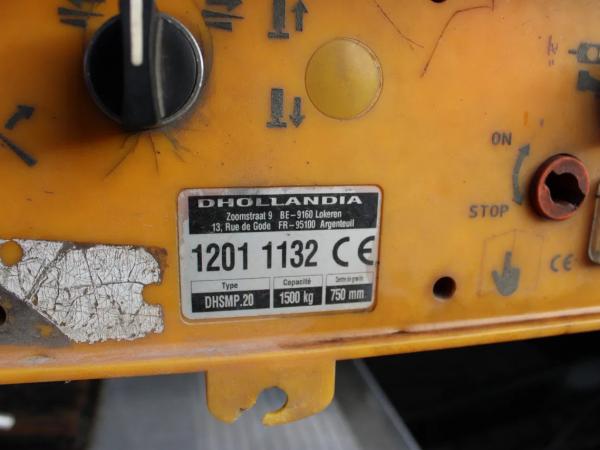 ON
STOP
DHOLLANDIA
Zoomstraat 9 BE-9160 Lokeren
13, Rue de Gode FR-95100 Argenteuil
1201 1132 CE
Type Capacité Centre de gravité
DHSMP.20 1500 kg 750 mm
CE